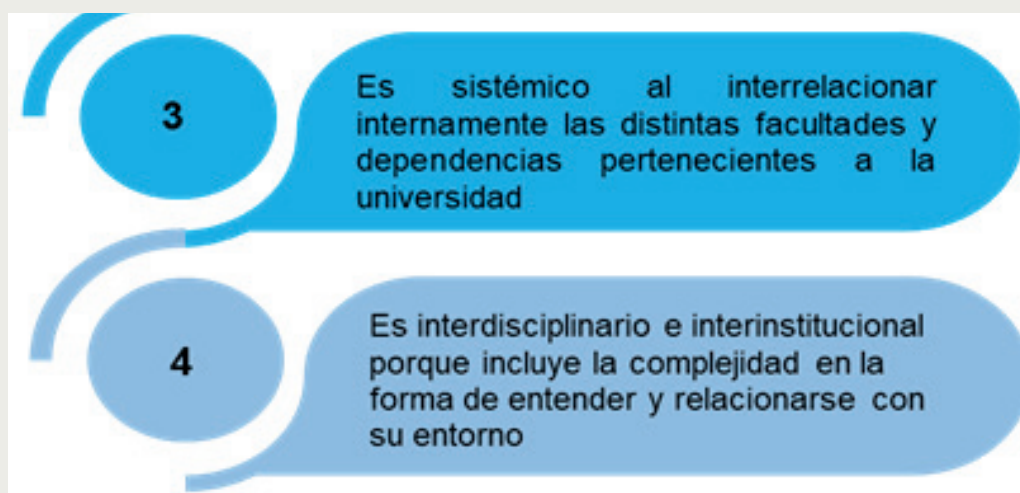 3
Es sistémico al interrelacionar
internamente las distintas facultades y
dependencias pertenecientes a la
universidad
4
Es interdisciplinario e interinstitucional
porque incluye la complejidad en la
forma de entender y relacionarse con
su entorno